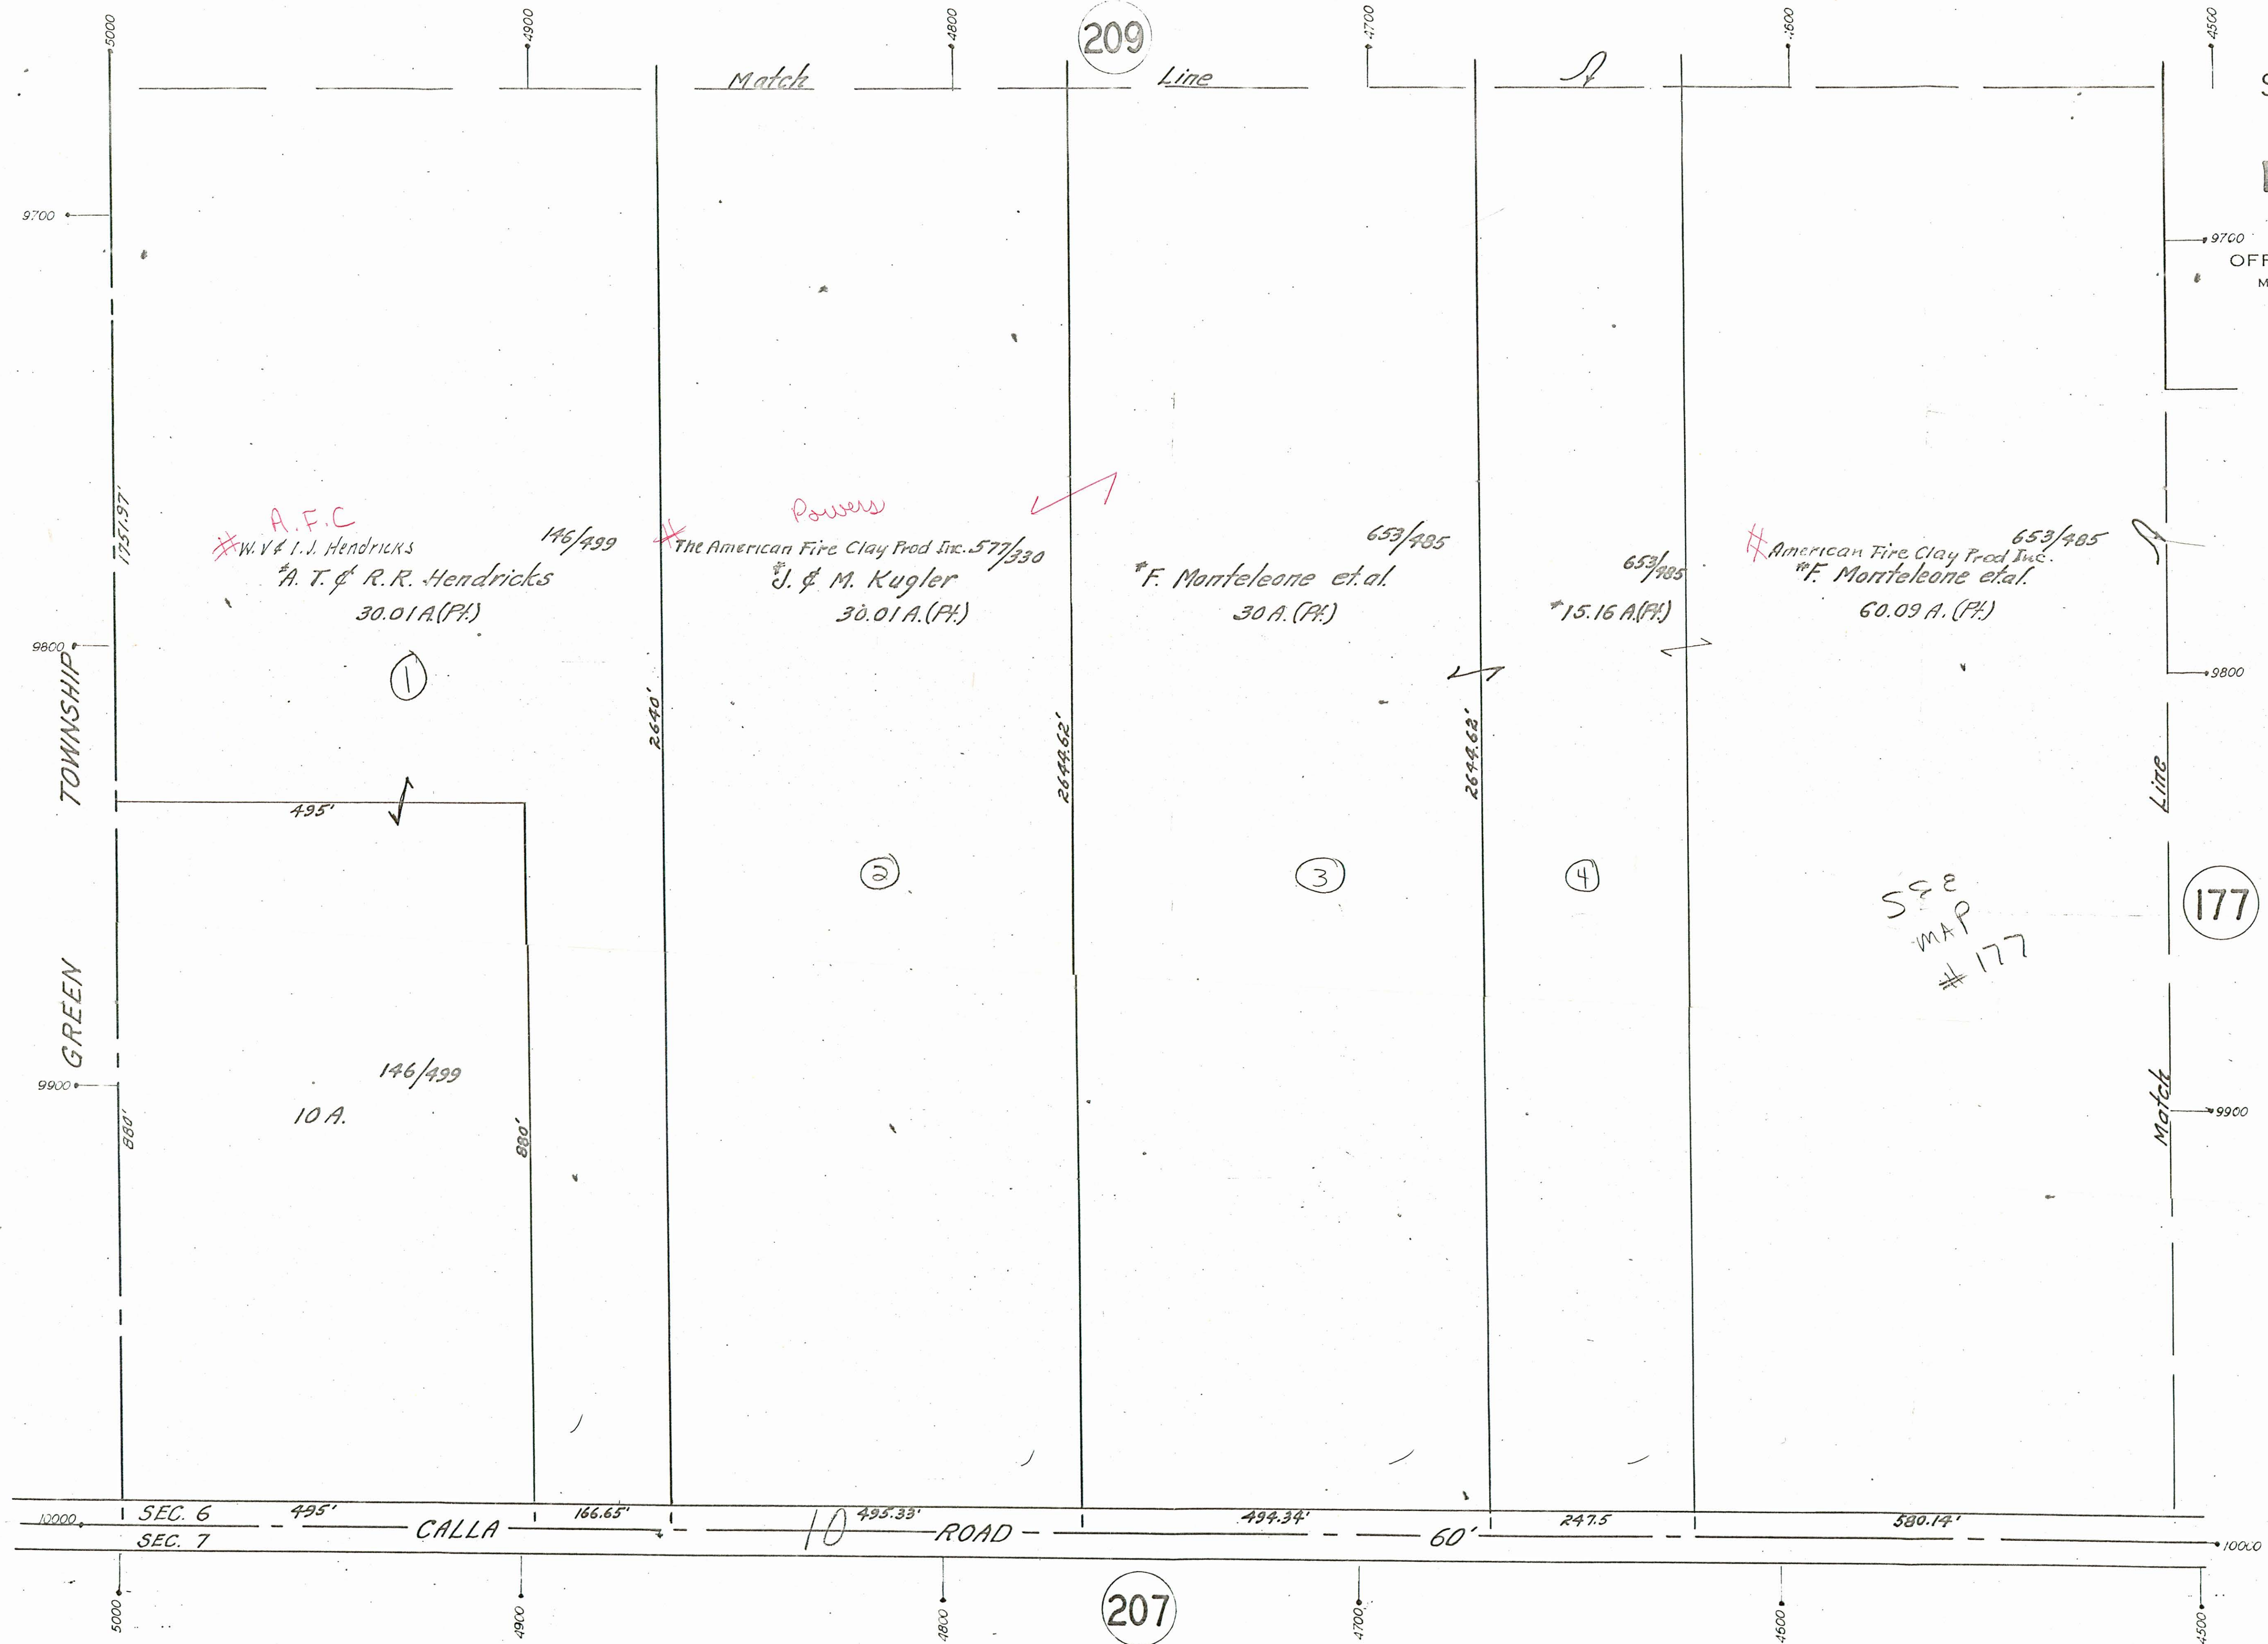 5000
4900
4800
209
4700
4600
4500
Match
Line
S
9700
9700
OFF
M
1751.97'
A.F.C
#W.V & I.J. Hendricks
146/499
#A. T. & R.R. Hendricks
30.01 A.(Pt.)
1
Powers
#The American Fire Clay Prod Inc. 577/330
#J. & M. Kugler
30.01 A.(Pt.)
653/485
#F. Monteleone et.al.
30 A. (Pt.)
653/485
#15.16 A.(Pt.)
653/485
#American Fire Clay Prod Inc.
#F. Monteleone et.al.
60.09 A. (Pt.)
9800
9800
GREEN TOWNSHIP
2640'
2644.62'
2644.62'
Match Line
495'
2
3
4
SEE
MAP
# 177
177
9900
9900
146/499
10 A.
880'
880'
SEC. 6
495'
166.65'
495.33'
494.34'
247.5
580.14'
10000
CALLA
10
ROAD
60'
10000
SEC. 7
5000
4900
4800
207
4700
4600
4500